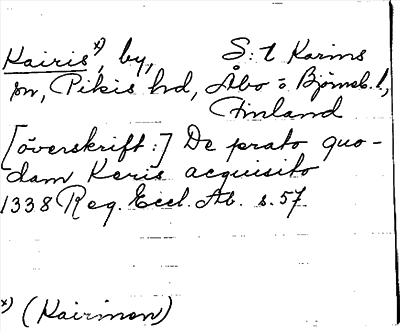 Kairis x), by, S:t Karins
sn, Pikis hd, Åbo o. Björneb. l,
Finland
[överskrift:] De prato quo-
dam Keris acquisito
1338 Reg. Eccl. Ab. s. 57
x) (Kairinen)